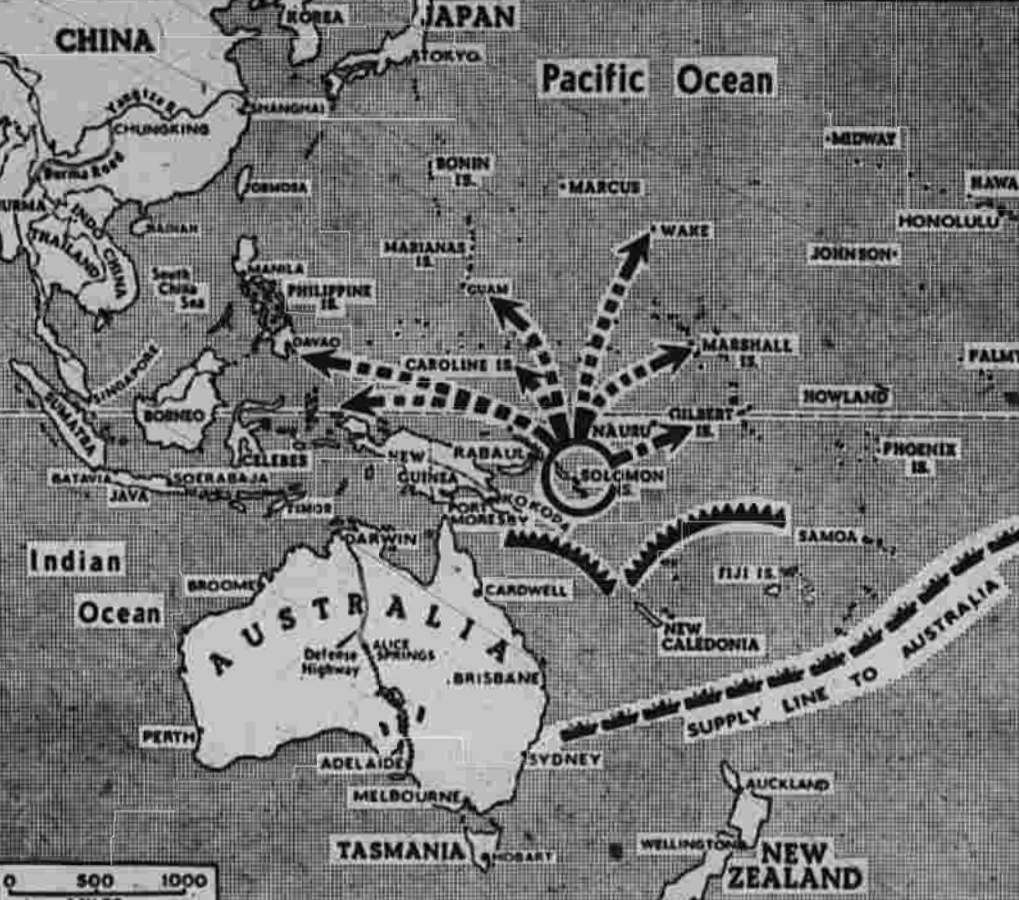 KOREA
JAPAN
CHINA
TOKYO
Pacific Ocean
Yangtze R.
SHANGHAI
CHUNGKING
MIDWAY
Burma Road
BONIN
IS.
MARCUS
HAWA
FORMOSA
BURMA
INDO
CHINA
HONOLULU
HAINAN
WAKE
THAILAND
MARIANAS
IS.
JOHNSON
MANILA
South
China
Sea
PHILIPPINE
IS.
GUAM
DAVAO
MARSHALL
IS.
CAROLINE IS.
PALMY
SINGAPORE
HOWLAND
SUMATRA
BORNEO
GILBERT
IS.
NAURU
CELEBES
NEW
GUINEA
RABAUL
PHOENIX
IS.
SOLOMON
IS.
BATAVIA
SOERABAJA
JAVA
TIMOR
PORT
MORESBY
KOKODA
DARWIN
SAMOA
Indian
Ocean
BROOME
CARDWELL
FIJI IS.
AUSTRALIA
NEW
CALEDONIA
Defense
Highway
ALICE
SPRINGS
BRISBANE
SUPPLY LINE TO AUSTRALIA
PERTH
ADELAIDE
SYDNEY
MELBOURNE
AUCKLAND
TASMANIA
HOBART
WELLINGTON
NEW
ZEALAND
0 500 1000